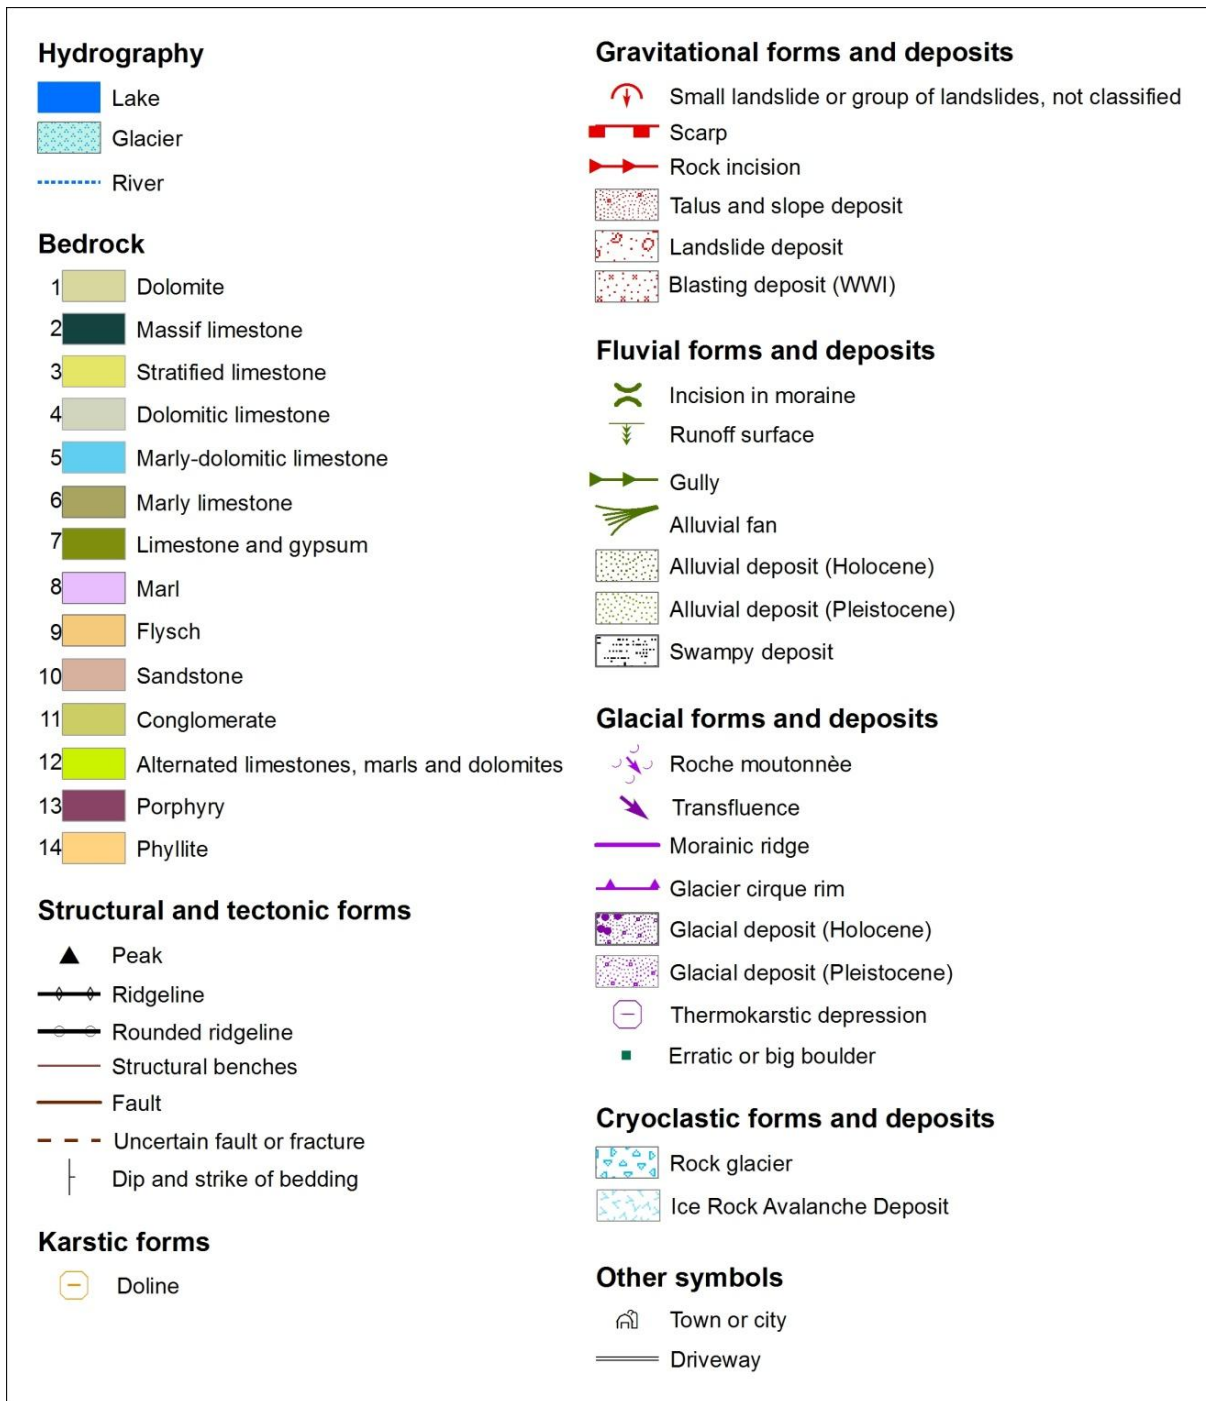 Hydrography
Lake
Glacier
River
Bedrock
1 Dolomite
2 Massif limestone
3 Stratified limestone
4 Dolomitic limestone
5 Marly-dolomitic limestone
6 Marly limestone
7 Limestone and gypsum
8 Marl
9 Flysch
10 Sandstone
11 Conglomerate
12 Alternated limestones, marls and dolomites
13 Porphyry
14 Phyllite
Structural and tectonic forms
Peak
Ridgeline
Rounded ridgeline
Structural benches
Fault
Uncertain fault or fracture
Dip and strike of bedding
Karstic forms
Doline
Gravitational forms and deposits
Small landslide or group of landslides, not classified
Scarp
Rock incision
Talus and slope deposit
Landslide deposit
Blasting deposit (WWI)
Fluvial forms and deposits
Incision in moraine
Runoff surface
Gully
Alluvial fan
Alluvial deposit (Holocene)
Alluvial deposit (Pleistocene)
Swampy deposit
Glacial forms and deposits
Roche moutonnèe
Transfluence
Morainic ridge
Glacier cirque rim
Glacial deposit (Holocene)
Glacial deposit (Pleistocene)
Thermokarstic depression
Erratic or big boulder
Cryoclastic forms and deposits
Rock glacier
Ice Rock Avalanche Deposit
Other symbols
Town or city
Driveway